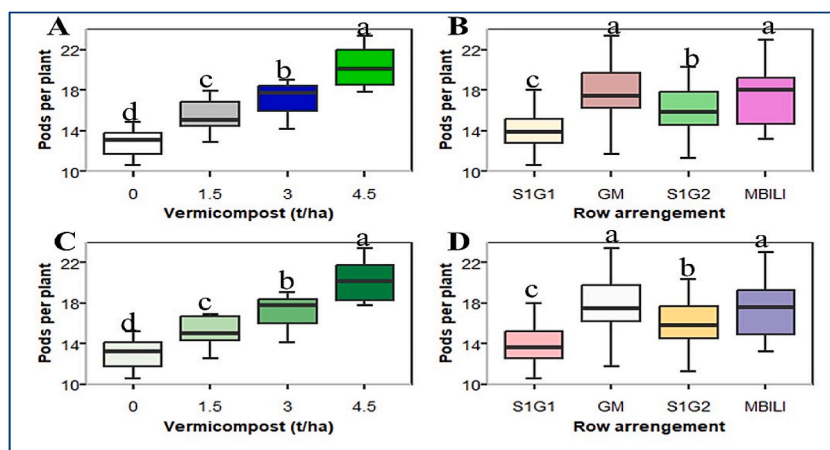 A
Pods per plant
22
18
14
10
d
c
b
a
0
1.5
3
4.5
Vermicompost (t/ha)
B
Pods per plant
22
18
14
10
c
a
b
a
S1G1
GM
S1G2
MBILI
Row arrengement
C
Pods per plant
22
18
14
10
d
c
b
a
0
1.5
3
4.5
Vermicompost (t/ha)
D
Pods per plant
22
18
14
10
c
a
b
a
S1G1
GM
S1G2
MBILI
Row arrengement